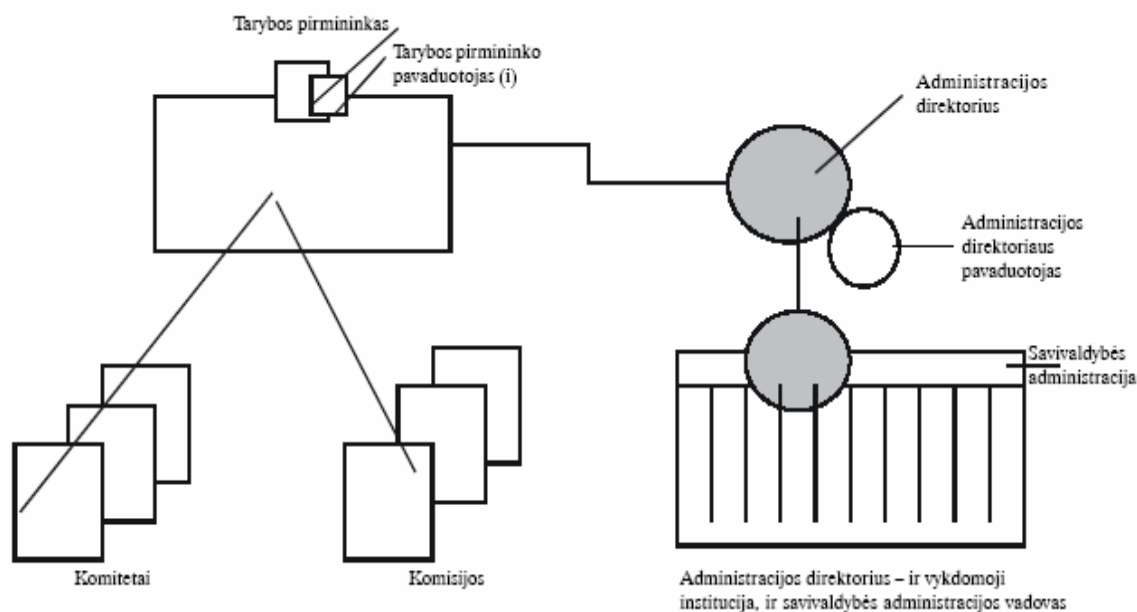 Tarybos pirmininkas
Tarybos pirmininko
pavaduotojas (i)
Administracijos
direktorius
Administracijos
direktoriaus
pavaduotojas
Savivaldybės
administracija
Komitetai
Komisijos
Administracijos direktorius – ir vykdomoji
institucija, ir savivaldybės administracijos vadovas